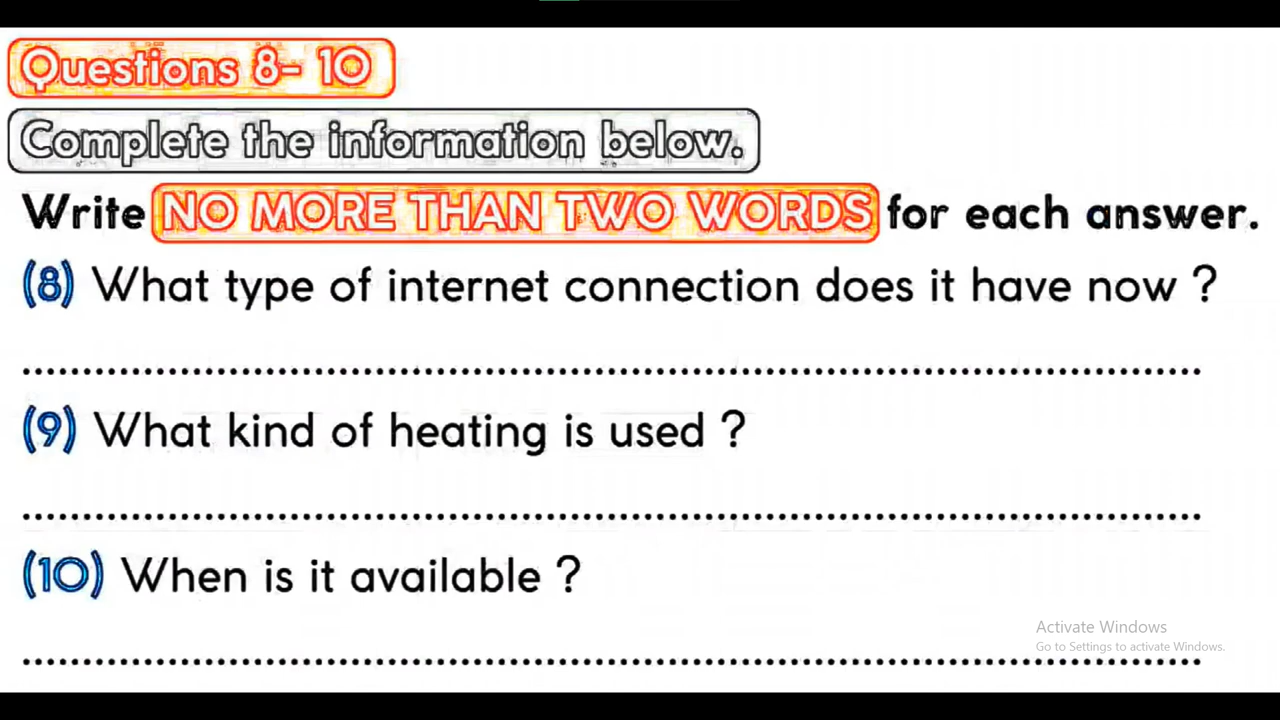 Questions 8- 10
Complete the information below.
Write NO MORE THAN TWO WORDS for each answer.
(8) What type of internet connection does it have now ?
(9) What kind of heating is used ?
(10) When is it available ?
Activate Windows
Go to Settings to activate Windows.